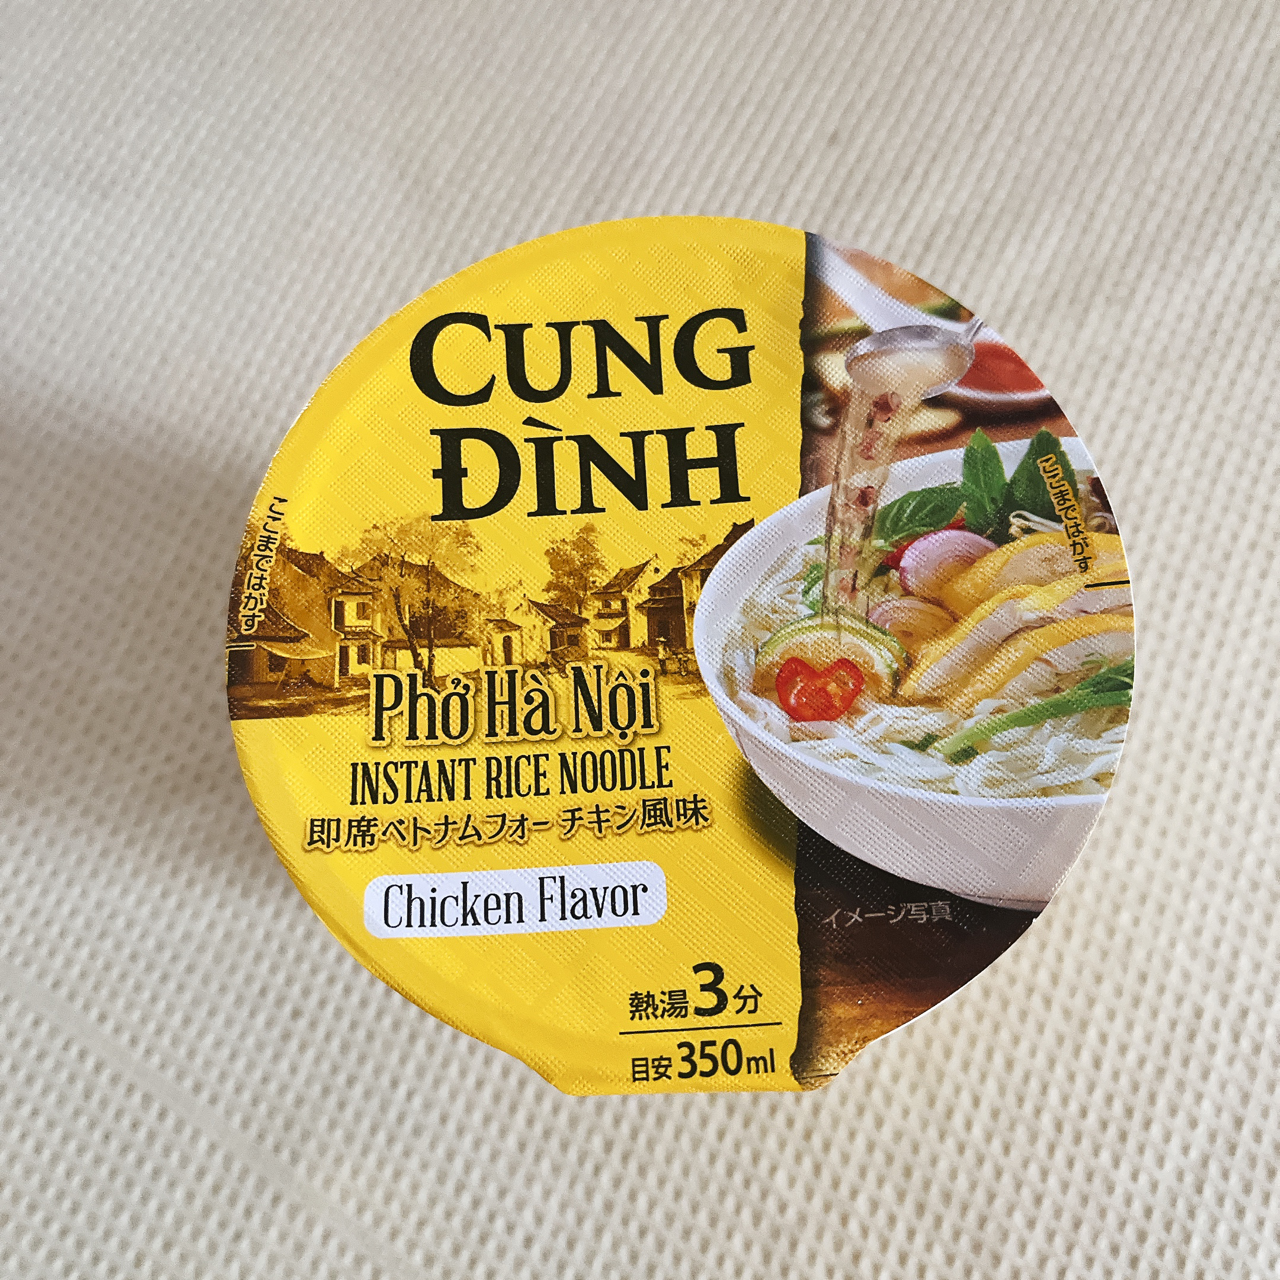 CUNG
ĐÌNH
ここまではがす
ここまではがす
Phở Hà Nội
INSTANT RICE NOODLE
即席ベトナムフォー チキン風味
Chicken Flavor
イメージ写真
熱湯3分
目安350ml